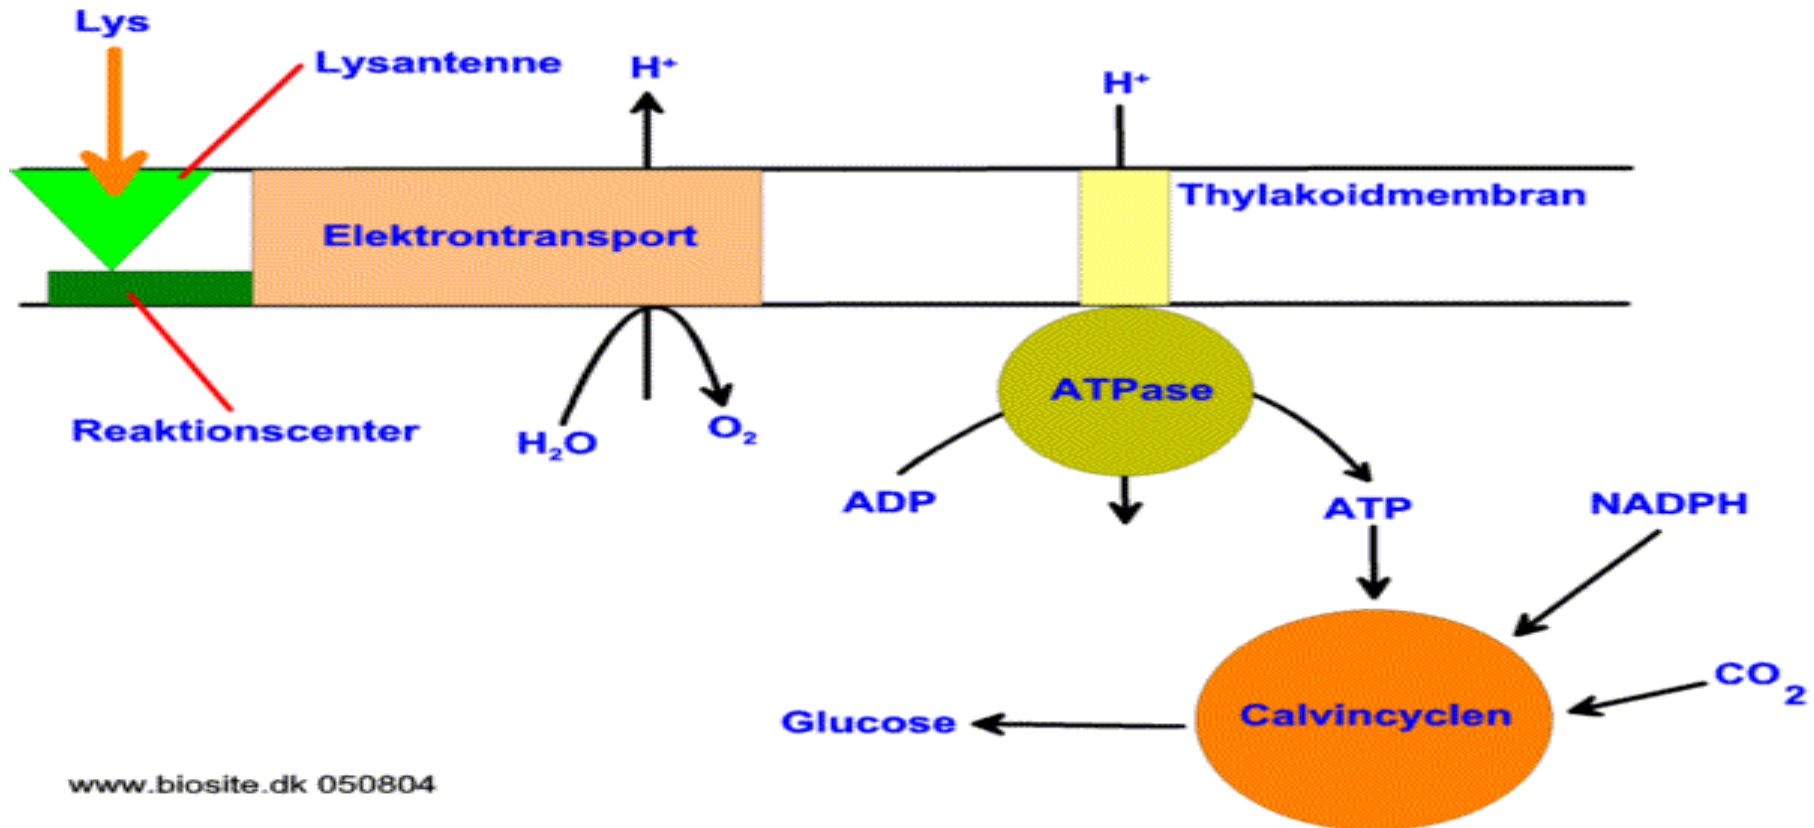 Lys
Lysantenne
H⁺
H⁺
Thylakoidmembran
Elektrontransport
Reaktionscenter
H₂O
O₂
ATPase
ADP
ATP
NADPH
CO₂
Calvincyclen
Glucose
www.biosite.dk 050804